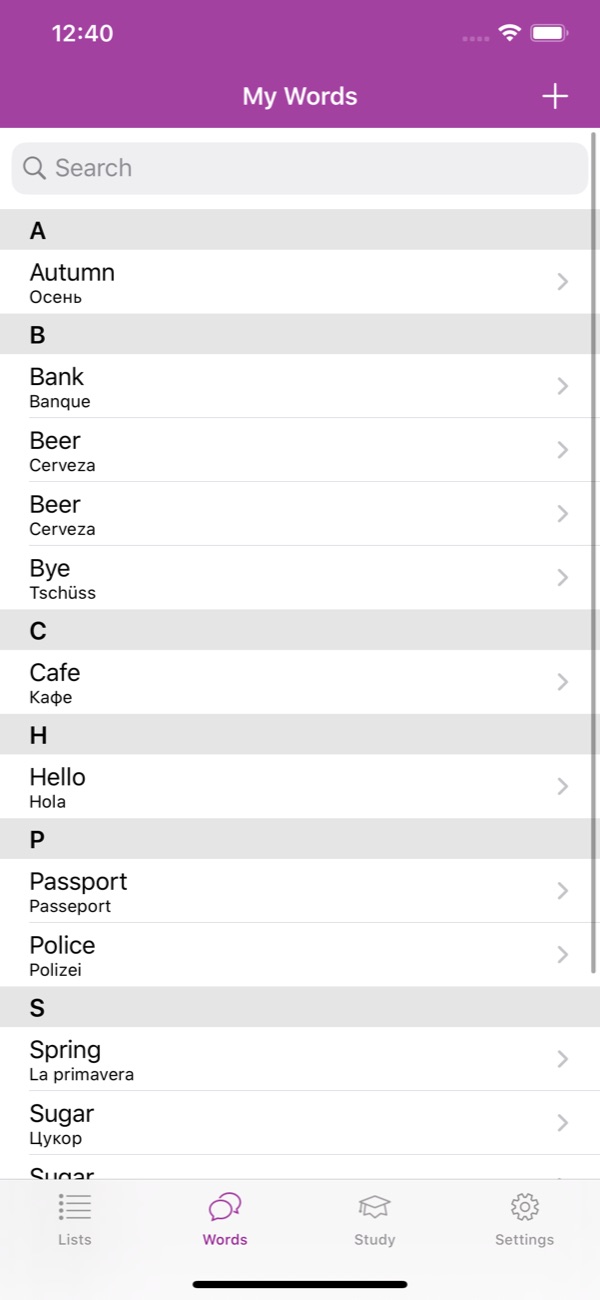 12:40
My Words
Search
A
Autumn
Осень
B
Bank
Banque
Beer
Cerveza
Beer
Cerveza
Bye
Tschüss
C
Cafe
Кафе
H
Hello
Hola
P
Passport
Passeport
Police
Polizei
S
Spring
La primavera
Sugar
Цукор
Sugar
Lists
Words
Study
Settings